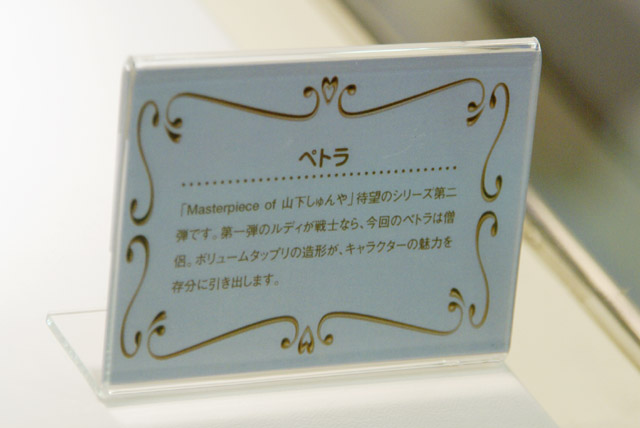 ペトラ
「Masterpiece of 山下しゅんや」待望のシリーズ第二
弾です。第一弾のルディが戦士なら、今回のペトラは僧
侶。ボリュームタップリの造形が、キャラクターの魅力を
存分に引き出します。